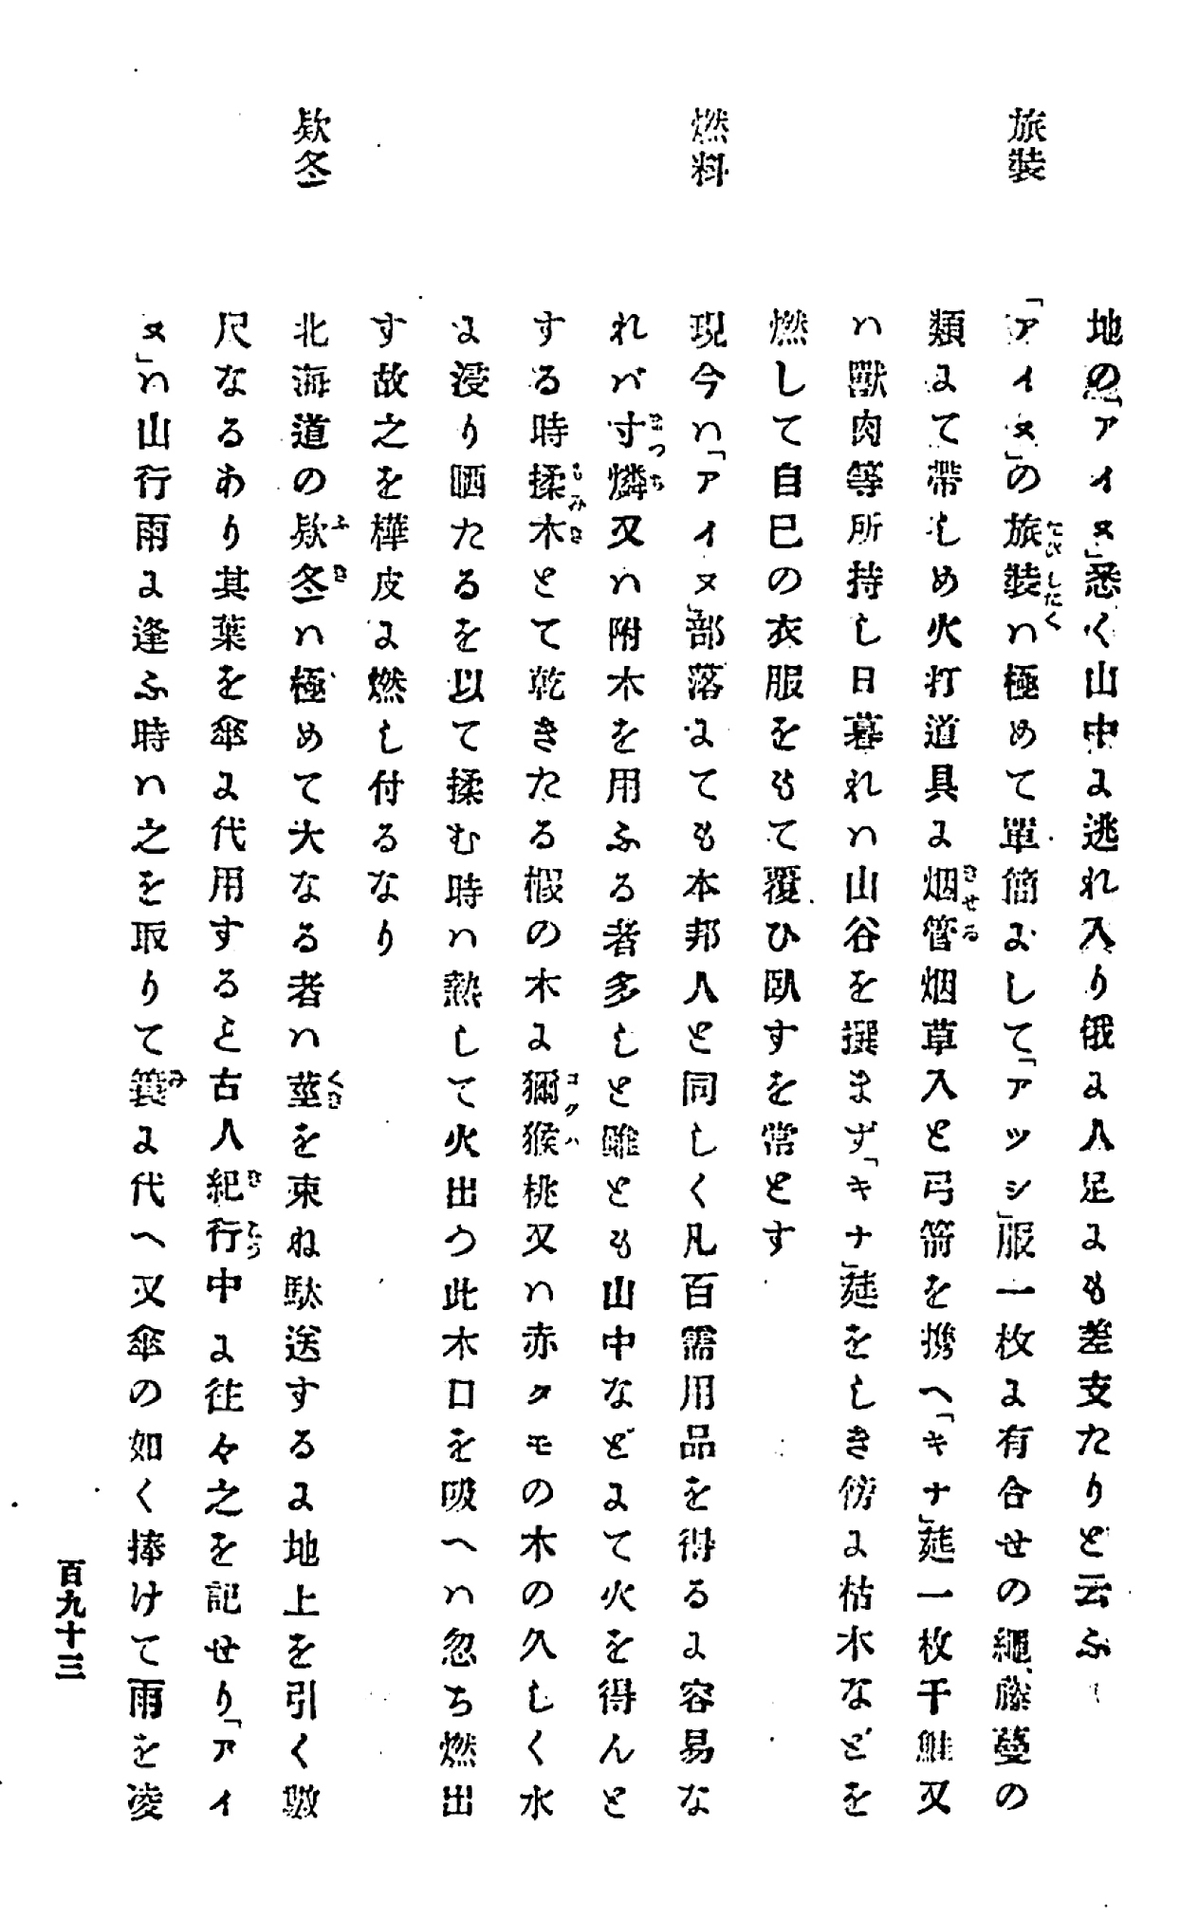 旅裝
燃料
欵冬
地の「アイヌ」悉く山中に逃れ入り俄に人足にも差支たりと云ふ
「アイヌ」の旅裝ハ極めて單簡にして「アツシ」服一枚に有合せの繩、藤蔓の
類にて帶しめ火打道具に烟管烟草入と弓箭を携へ「キナ」莚一枚干鮭又
ハ獸肉等所持し日暮れハ山谷を撰まず「キナ」莚をしき傍に枯木などを
燃して自已の衣服をもて覆ひ臥すを常とす
現今ハ「アイヌ」部落にても本邦人と同しく凡百需用品を得るに容易な
れバ寸燐又ハ附木を用ふる者多しと雖とも山中などにて火を得んと
する時揉木とて乾きたる椴の木に獼猴桃又ハ赤タモの木の久しく水
に浸り晒たるを以て揉む時ハ熱して火出つ此木口を吸へハ忽ち燃出
す故之を樺皮に燃し付るなり
北海道の欵冬ハ極めて大なる者ハ莖を束ね駄送するに地上を引く數
尺なるあり其葉を傘に代用すると古人紀行中に往々之を記せり「アイ
ヌ」ハ山行雨に逢ふ時ハ之を取りて簑に代へ又傘の如く捧けて雨を凌
百九十三